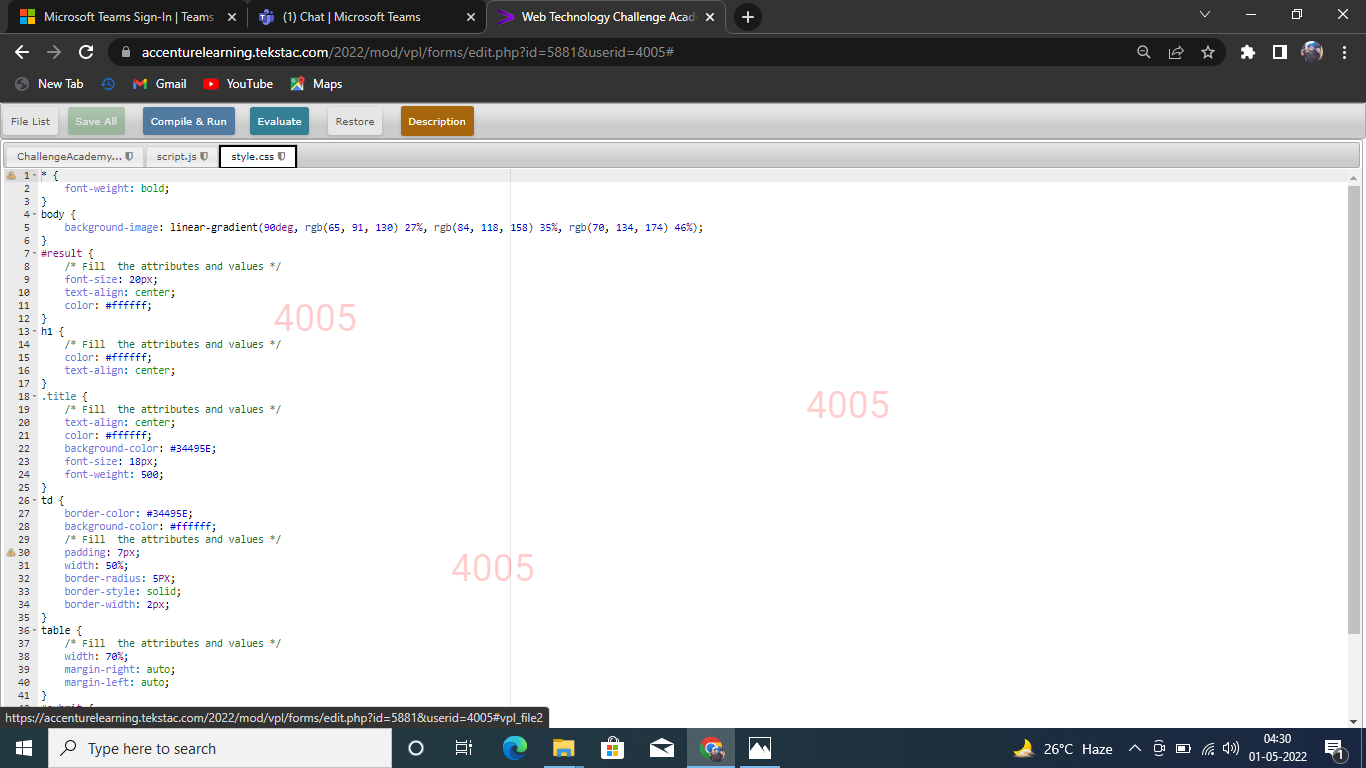 Microsoft Teams Sign-In | Teams
(1) Chat | Microsoft Teams
Web Technology Challenge Acad
accenturelearning.tekstac.com/2022/mod/vpl/forms/edit.php?id=5881&userid=4005#
New Tab
Gmail
YouTube
Maps
File List
Save All
Compile & Run
Evaluate
Restore
Description
ChallengeAcademy...
script.js
style.css
1 * {
2 font-weight: bold;
3 }
4 body {
5 background-image: linear-gradient(90deg, rgb(65, 91, 130) 27%, rgb(84, 118, 158) 35%, rgb(70, 134, 174) 46%);
6 }
7 #result {
8 /* Fill  the attributes and values */
9 font-size: 20px;
10 text-align: center;
11 color: #ffffff;
12 }
13 h1 {
14 /* Fill  the attributes and values */
15 color: #ffffff;
16 text-align: center;
17 }
18 .title {
19 /* Fill  the attributes and values */
20 text-align: center;
21 color: #ffffff;
22 background-color: #34495E;
23 font-size: 18px;
24 font-weight: 500;
25 }
26 td {
27 border-color: #34495E;
28 background-color: #ffffff;
29 /* Fill  the attributes and values */
30 padding: 7px;
31 width: 50%;
32 border-radius: 5PX;
33 border-style: solid;
34 border-width: 2px;
35 }
36 table {
37 /* Fill  the attributes and values */
38 width: 70%;
39 margin-right: auto;
40 margin-left: auto;
41 }
4005
4005
4005
https://accenturelearning.tekstac.com/2022/mod/vpl/forms/edit.php?id=5881&userid=4005#vpl_file2
Type here to search
26°C Haze
04:30
01-05-2022
1